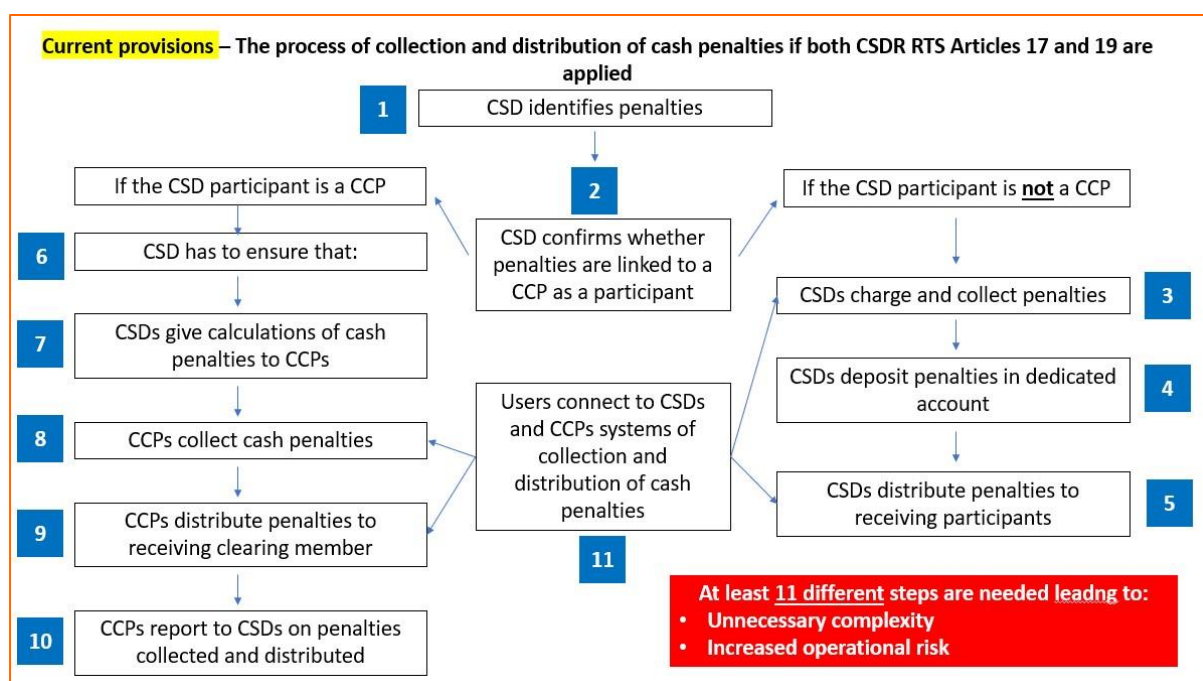 Current provisions – The process of collection and distribution of cash penalties if both CSDR RTS Articles 17 and 19 are
applied
1
CSD identifies penalties
2
CSD confirms whether
penalties are linked to a
CCP as a participant
If the CSD participant is a CCP
If the CSD participant is not a CCP
3
CSDs charge and collect penalties
4
CSDs deposit penalties in dedicated
account
5
CSDs distribute penalties to
receiving participants
6
CSD has to ensure that:
7
CSDs give calculations of cash
penalties to CCPs
8
CCPs collect cash penalties
9
CCPs distribute penalties to
receiving clearing member
10
CCPs report to CSDs on penalties
collected and distributed
Users connect to CSDs
and CCPs systems of
collection and
distribution of cash
penalties
11
At least 11 different steps are needed leadng to:
• Unnecessary complexity
• Increased operational risk